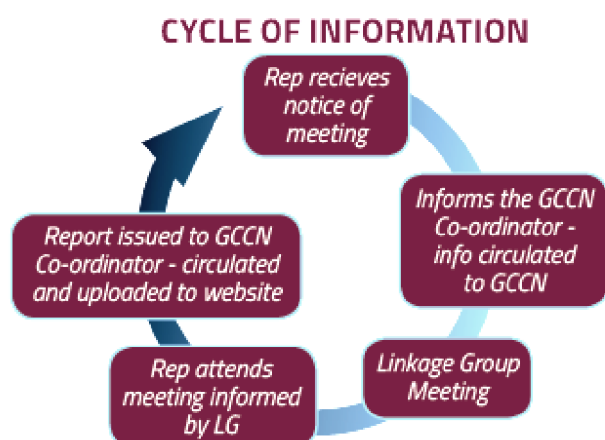 CYCLE OF INFORMATION
Rep recieves
notice of
meeting
Informs the GCCN
Co-ordinator -
info circulated
to GCCN
Linkage Group
Meeting
Rep attends
meeting informed
by LG
Report issued to GCCN
Co-ordinator - circulated
and uploaded to website